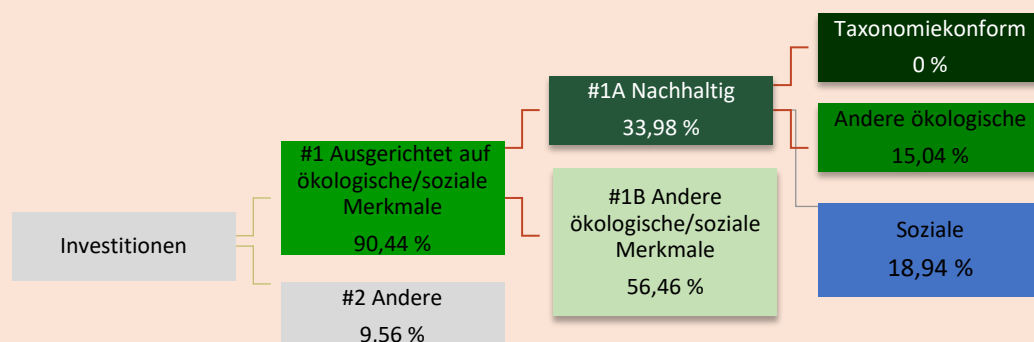 Investitionen
#1 Ausgerichtet auf
ökologische/soziale
Merkmale
90,44 %
#2 Andere
9,56 %
#1A Nachhaltig
33,98 %
#1B Andere
ökologische/soziale
Merkmale
56,46 %
Taxonomiekonform
0 %
Andere ökologische
15,04 %
Soziale
18,94 %